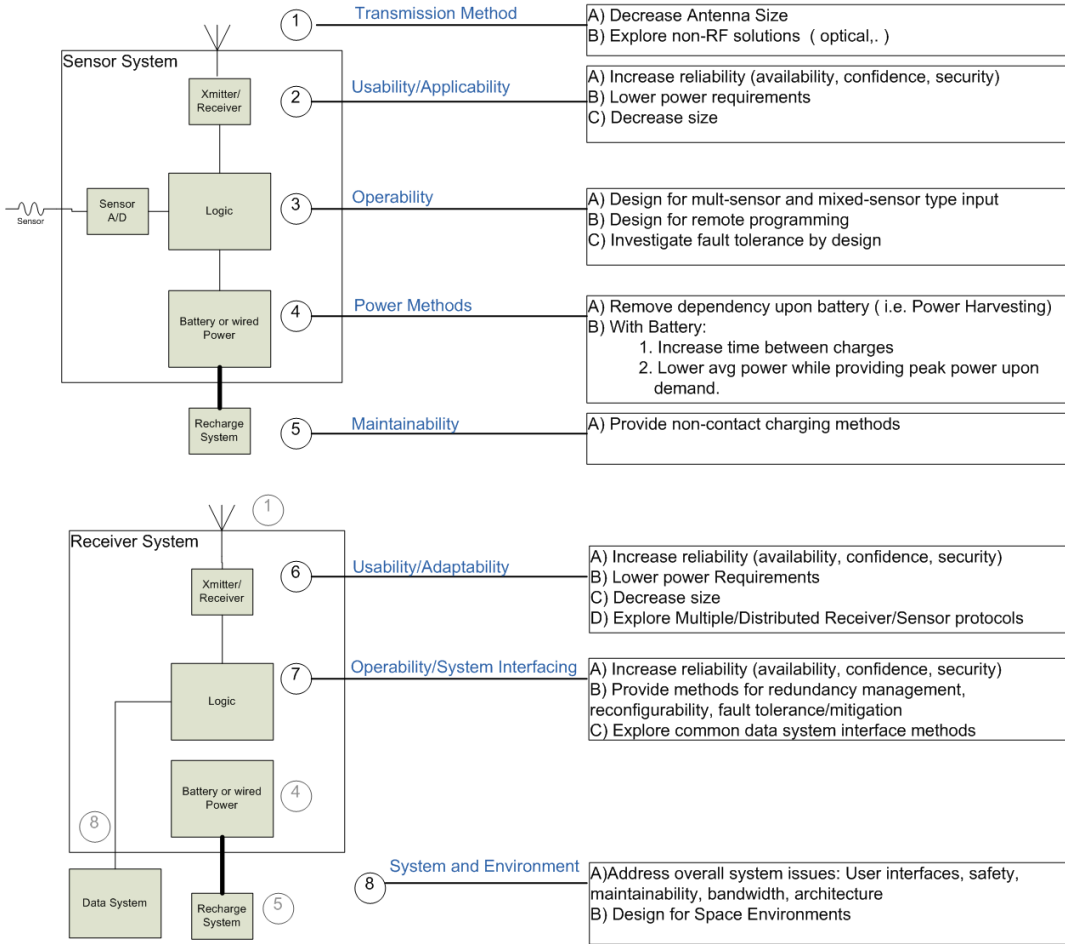 1
Transmission Method
A) Decrease Antenna Size
B) Explore non-RF solutions ( optical,. )
Sensor System
Xmitter/
Receiver
2
Usability/Applicability
A) Increase reliability (availability, confidence, security)
B) Lower power requirements
C) Decrease size
Sensor
Sensor
A/D
Logic
3
Operability
A) Design for mult-sensor and mixed-sensor type input
B) Design for remote programming
C) Investigate fault tolerance by design
Battery or wired
Power
4
Power Methods
A) Remove dependency upon battery ( i.e. Power Harvesting)
B) With Battery:
1. Increase time between charges
2. Lower avg power while providing peak power upon
demand.
Recharge
System
5
Maintainability
A) Provide non-contact charging methods
1
Receiver System
Xmitter/
Receiver
6
Usability/Adaptability
A) Increase reliability (availability, confidence, security)
B) Lower power Requirements
C) Decrease size
D) Explore Multiple/Distributed Receiver/Sensor protocols
Logic
7
Operability/System Interfacing
A) Increase reliability (availability, confidence, security)
B) Provide methods for redundancy management,
reconfigurability, fault tolerance/mitigation
C) Explore common data system interface methods
Battery or wired
Power
4
8
Data System
Recharge
System
5
8
System and Environment
A)Address overall system issues: User interfaces, safety,
maintainability, bandwidth, architecture
B) Design for Space Environments